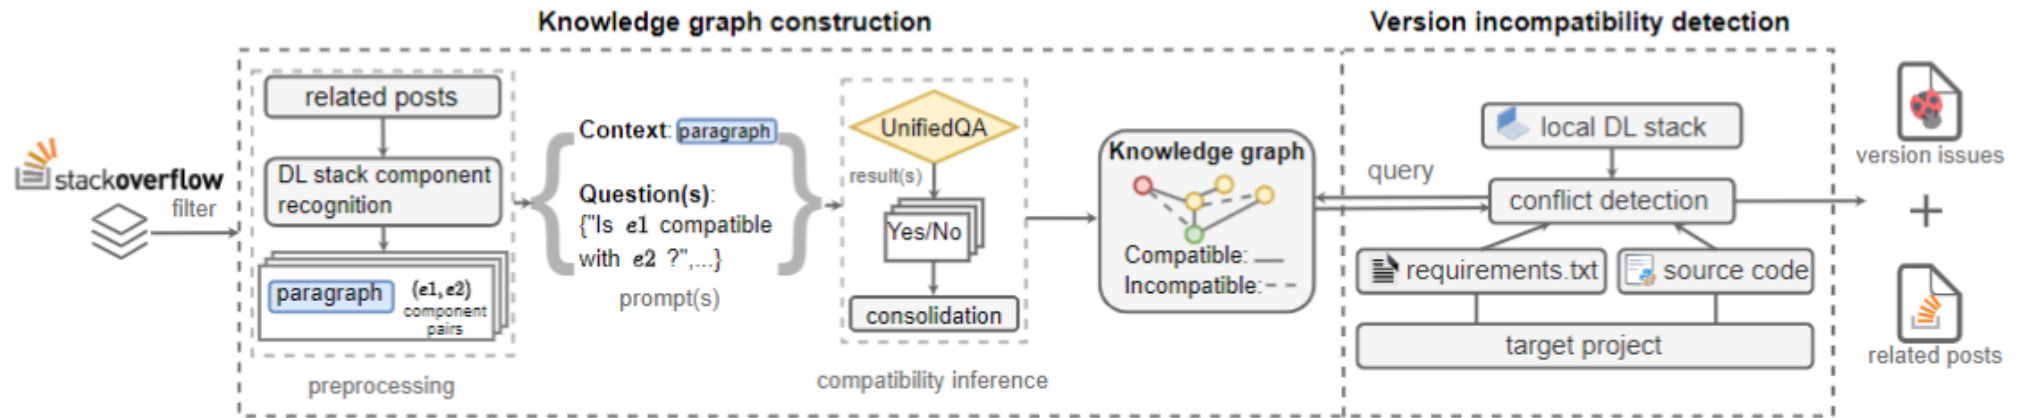 Knowledge graph construction
Version incompatibility detection
stackoverflow
filter
related posts
DL stack component
recognition
paragraph
(e1,e2)
component
pairs
preprocessing
Context: paragraph
Question(s):
{"Is e1 compatible
with e2 ?",...}
prompt(s)
UnifiedQA
result(s)
Yes/No
consolidation
compatibility inference
Knowledge graph
Compatible:
Incompatible:
query
local DL stack
conflict detection
requirements.txt
source code
target project
version issues
+
related posts